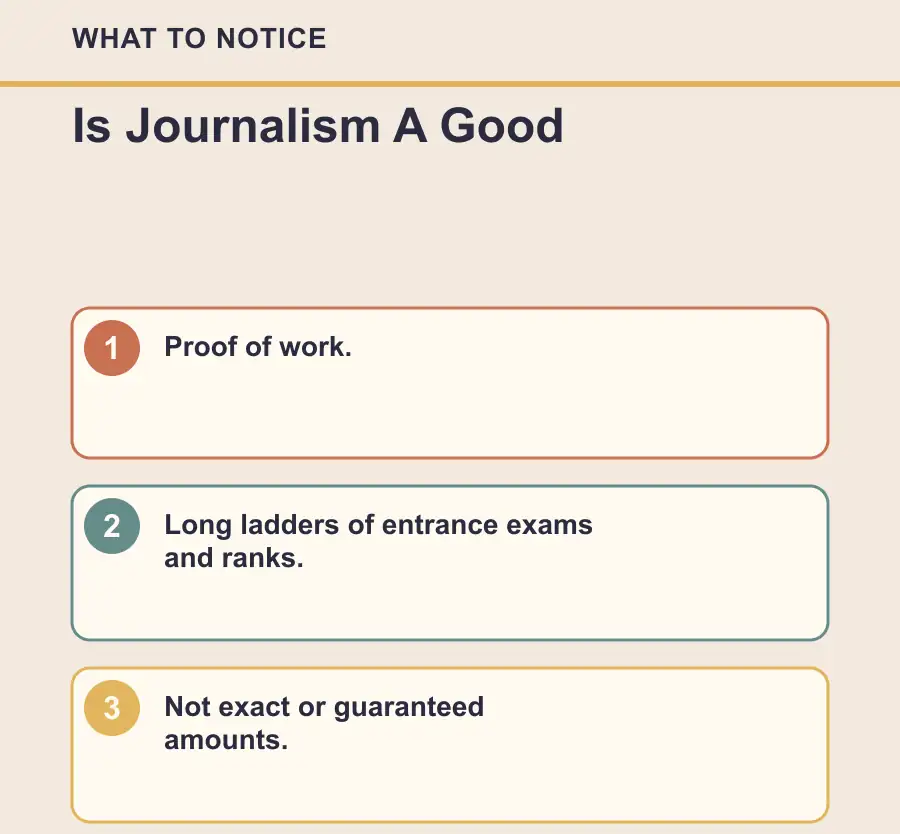 WHAT TO NOTICE
Is Journalism A Good
1
Proof of work.
2
Long ladders of entrance exams
and ranks.
3
Not exact or guaranteed
amounts.